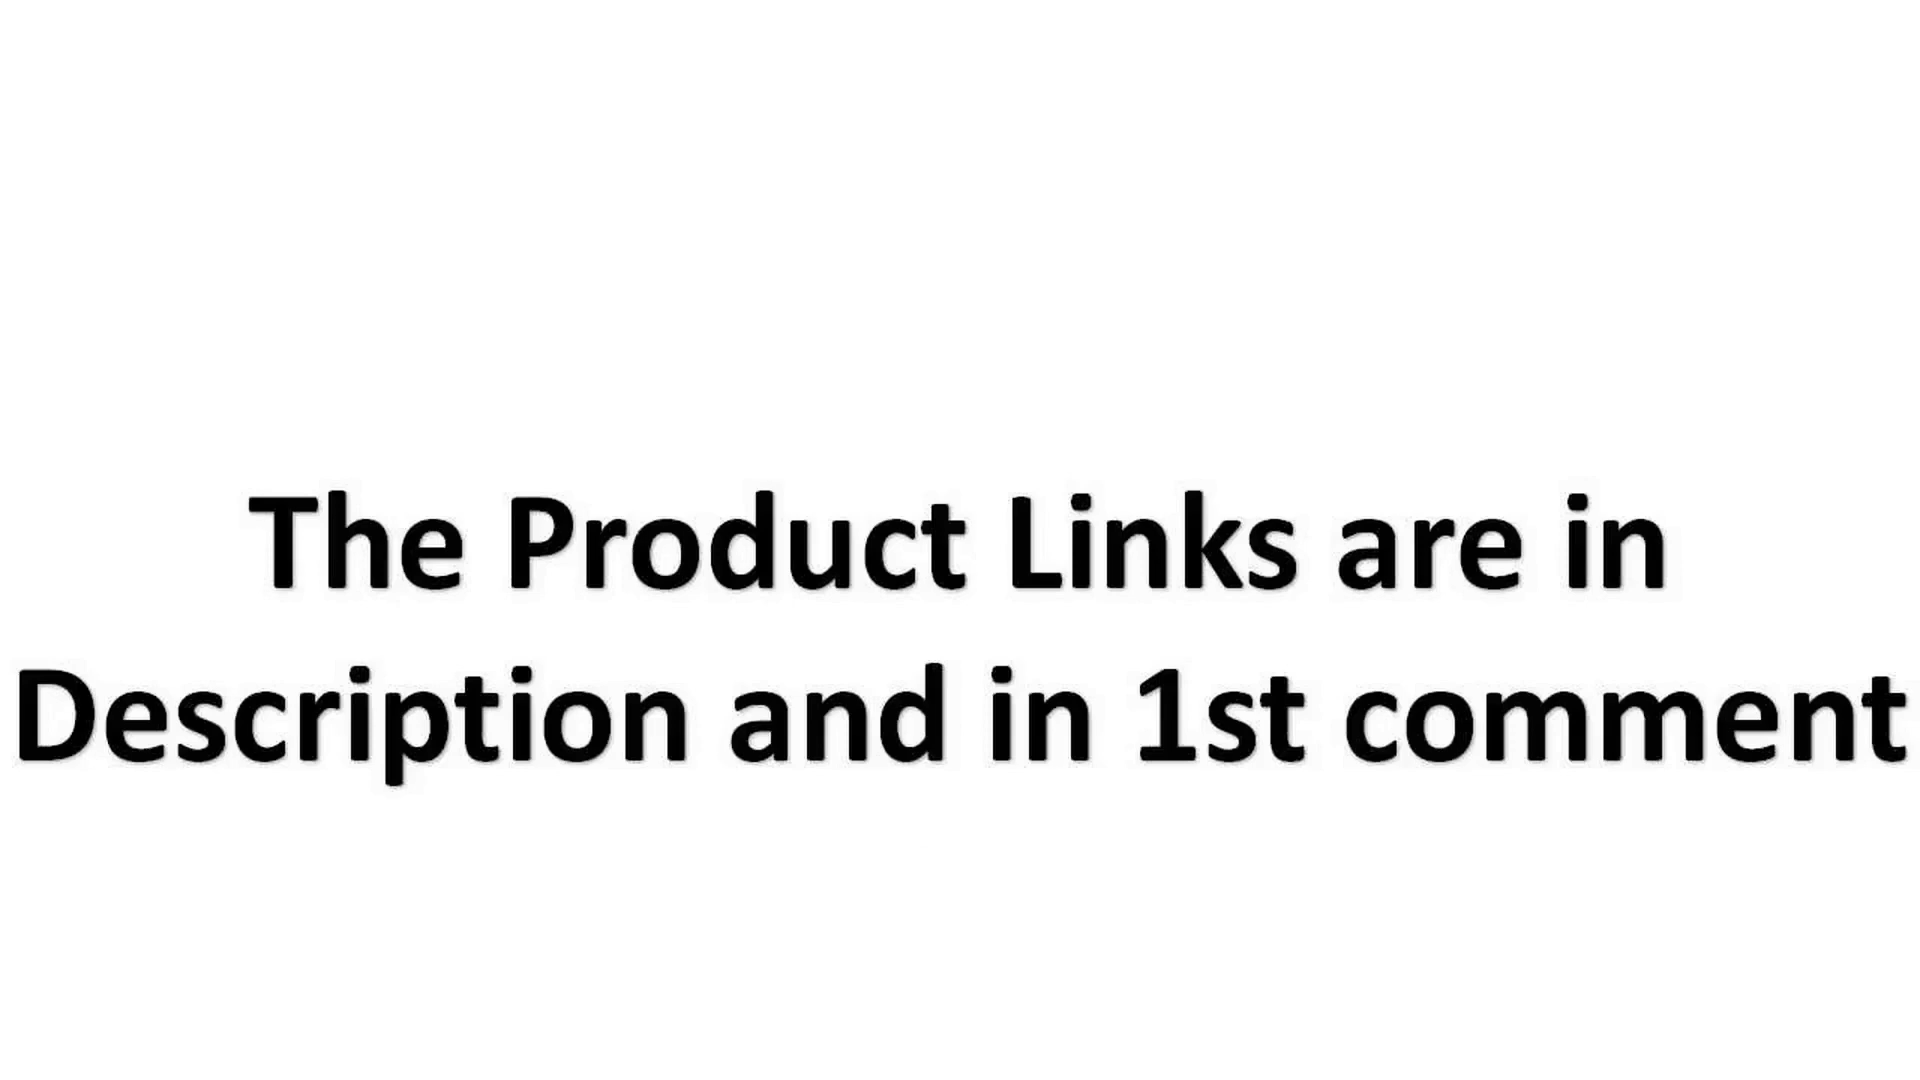 The Product Links are in
Description and in 1st comment